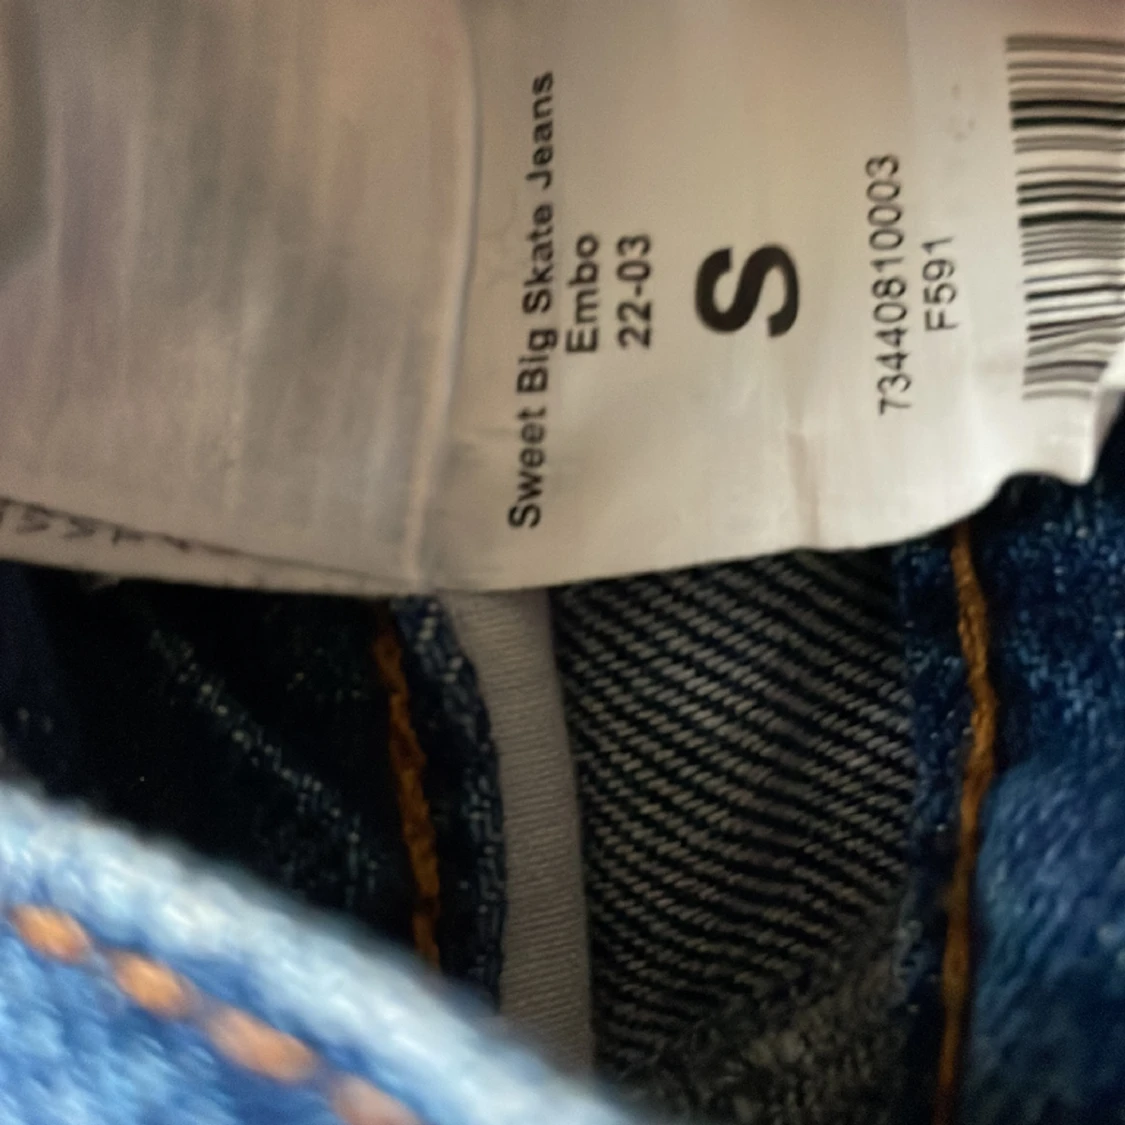 Sweet Big Skate Jeans
Embo
22-03
S
73440810003
F591